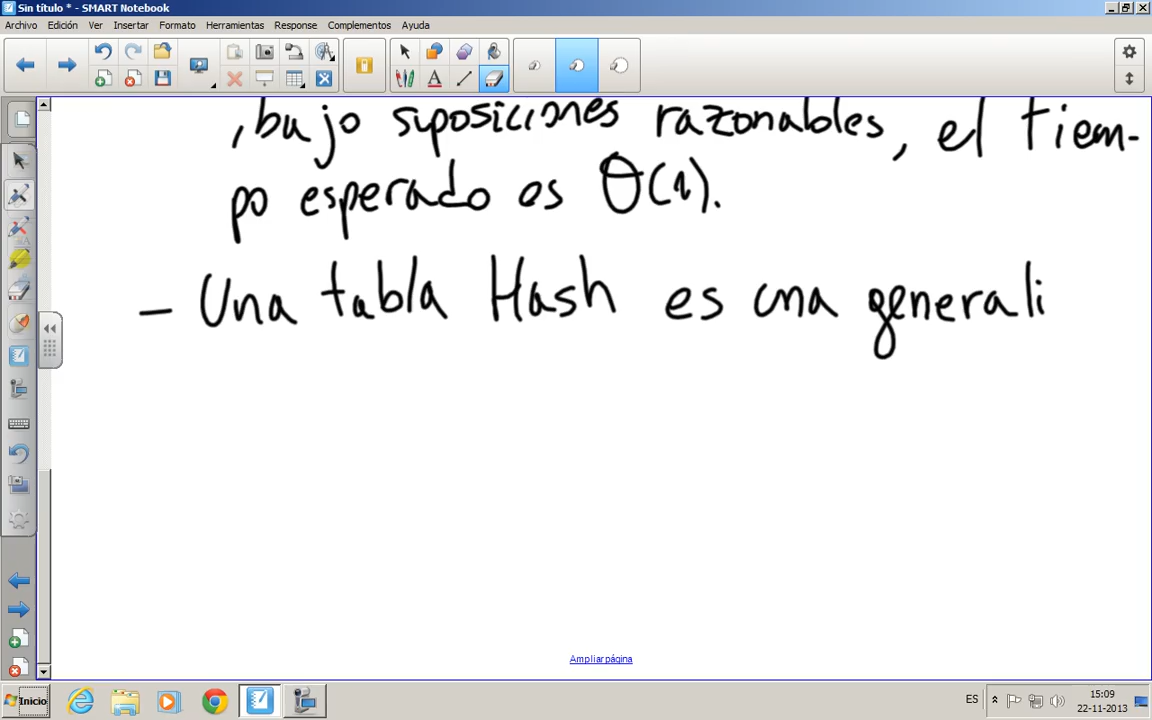 Sin título * - SMART Notebook
Archivo Edición Ver Insertar Formato Herramientas Response Complementos Ayuda
, bajo suposiciones razonables, el tiem-
po esperado es Θ(1).
- Una tabla Hash es una generali
Ampliar página
Inicio
ES
15:09
22-11-2013